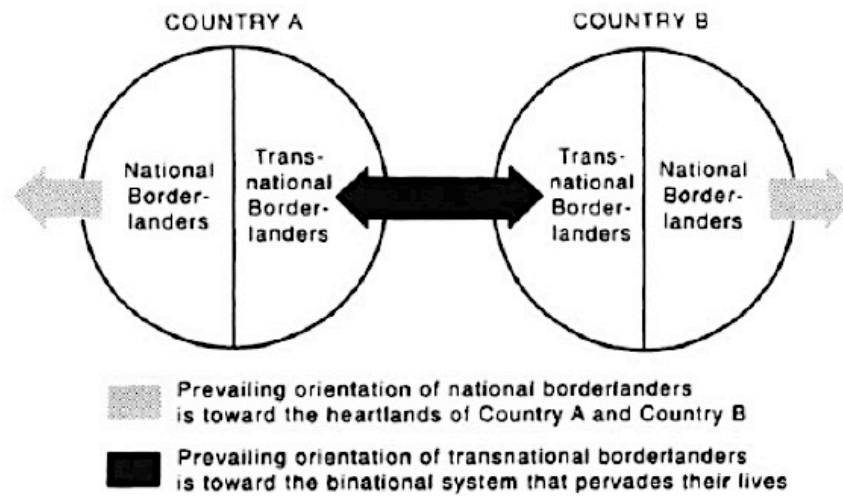 COUNTRY A
COUNTRY B
National
Border-
landers
Trans-
national
Border-
landers
Trans-
national
Border-
landers
National
Border-
landers
Prevailing orientation of national borderlanders
is toward the heartlands of Country A and Country B
Prevailing orientation of transnational borderlanders
is toward the binational system that pervades their lives